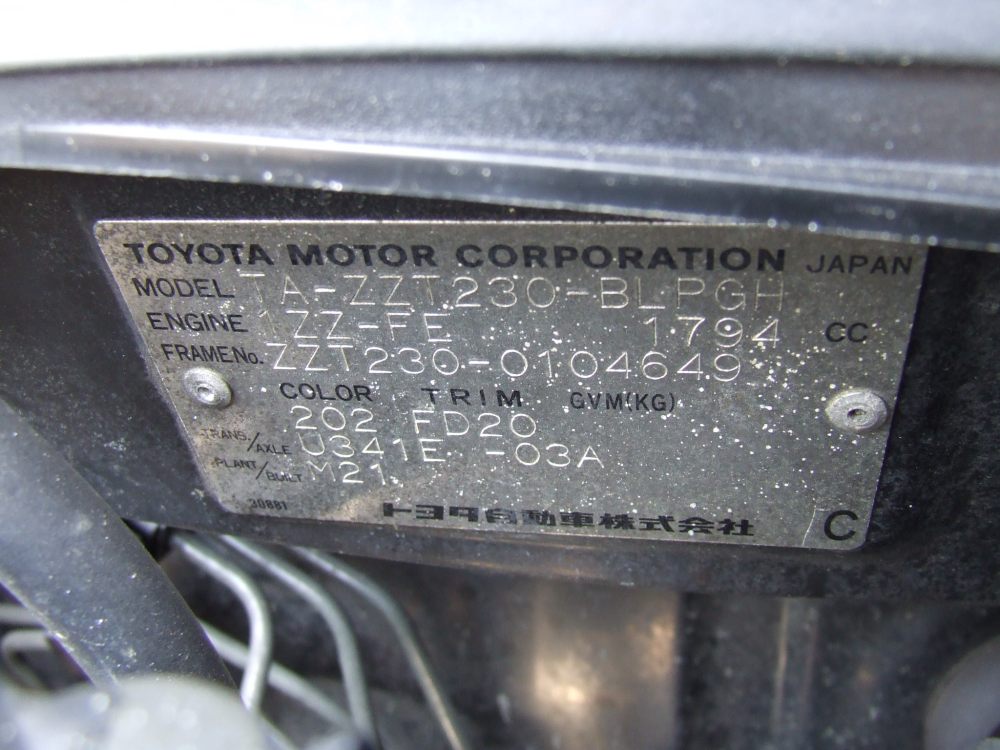 TOYOTA MOTOR CORPORATION JAPAN
MODEL TA-ZZT230-BLPGH
ENGINE 1ZZ-FE 1794 CC
FRAME No. ZZT230-0104649
COLOR TRIM GVM(KG)
202 FD20
TRANS./AXLE U341E -03A
PLANT/BUILT M21
30881 トヨタ自動車株式会社 C